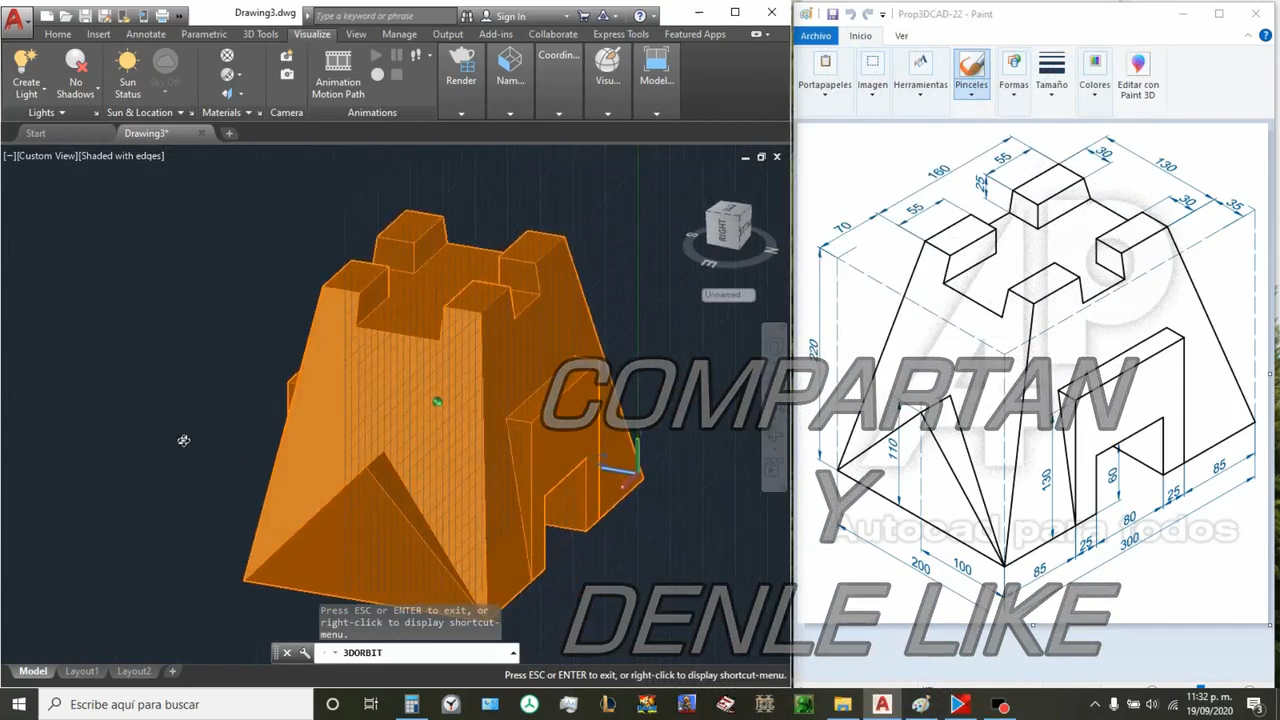 Drawing3.dwg
Type a keyword or phrase
Sign In
Home Insert Annotate Parametric 3D Tools Visualize View Manage Output Add-ins Collaborate Express Tools Featured Apps
Create Light
No Shadows
Sun Status
Sky Off
Animation Motion Path
Render
Nam...
Coordin...
Visu...
Model...
Lights Sun & Location Materials Camera Animations
Start Drawing3*
[−][Custom View][Shaded with edges]
RIGHT
S
E
N
Unnamed
Press ESC or ENTER to exit, or
right-click to display shortcut-
menu.
3DORBIT
Model Layout1 Layout2
Press ESC or ENTER to exit, or right-click to display shortcut-menu.
Prop3DCAD-22 - Paint
Archivo Inicio Ver
Portapapeles
Imagen
Herramientas
Pinceles
Formas
Tamaño
Colores
Editar con
Paint 3D
55
30
130
160
25
30
35
55
70
220
110
130
60
85
25
80
300
25
85
100
200
COMPARTAN
Y
Autocad para todos
DENLE LIKE
Escribe aquí para buscar
11:32 p. m.
19/09/2020
3